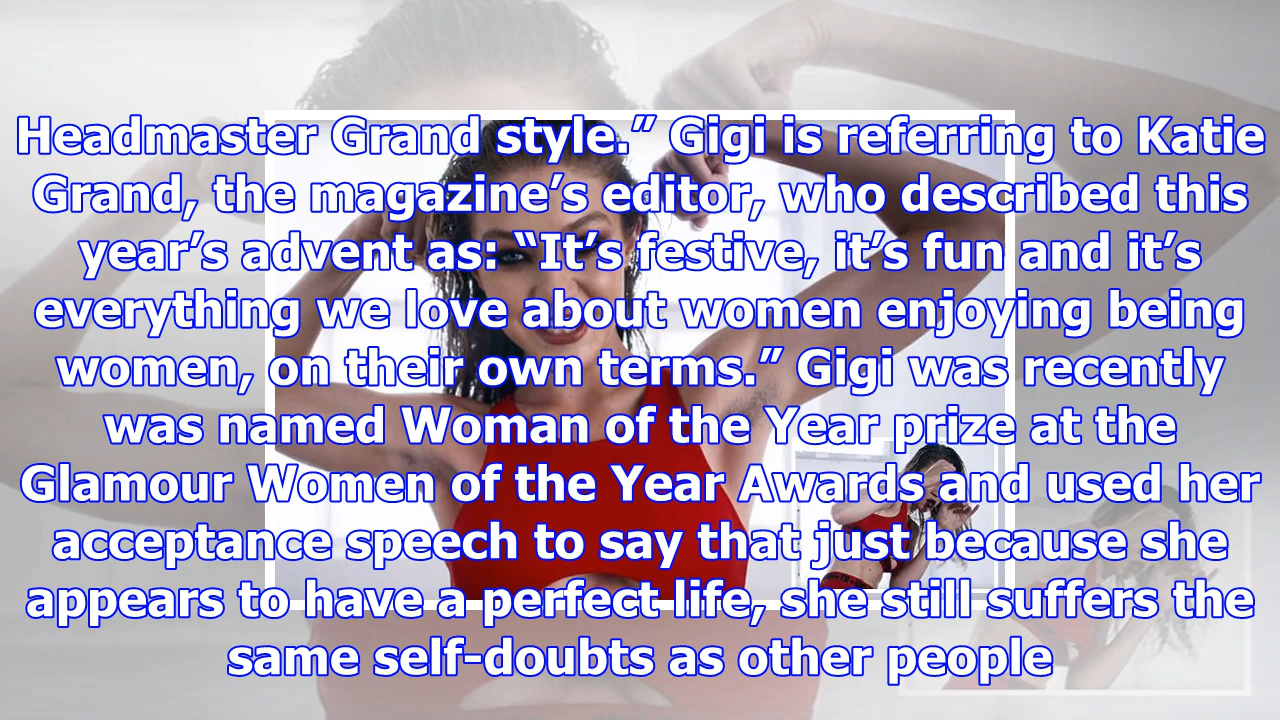 Headmaster Grand style.” Gigi is referring to Katie
Grand, the magazine’s editor, who described this
year’s advent as: “It’s festive, it’s fun and it’s
everything we love about women enjoying being
women, on their own terms.” Gigi was recently
was named Woman of the Year prize at the
Glamour Women of the Year Awards and used her
acceptance speech to say that just because she
appears to have a perfect life, she still suffers the
same self-doubts as other people